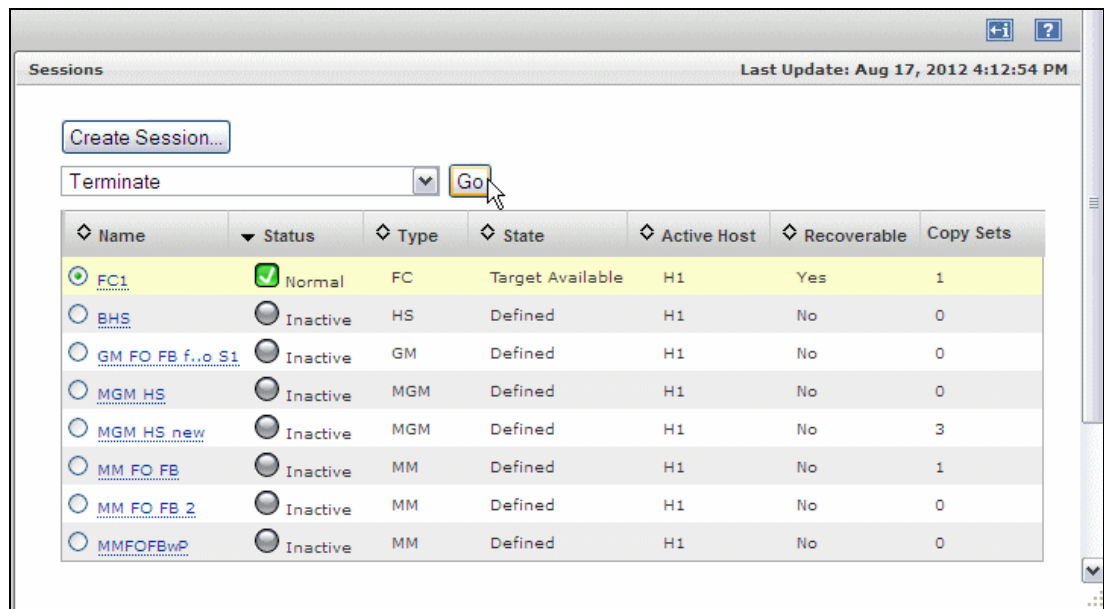 Sessions Last Update: Aug 17, 2012 4:12:54 PM
Create Session...
Terminate Go
Name Status Type State Active Host Recoverable Copy Sets
FC1 Normal FC Target Available H1 Yes 1
BHS Inactive HS Defined H1 No 0
GM FO FB f..o S1 Inactive GM Defined H1 No 0
MGM HS Inactive MGM Defined H1 No 0
MGM HS new Inactive MGM Defined H1 No 3
MM FO FB Inactive MM Defined H1 No 1
MM FO FB 2 Inactive MM Defined H1 No 0
MMFOFBwP Inactive MM Defined H1 No 0